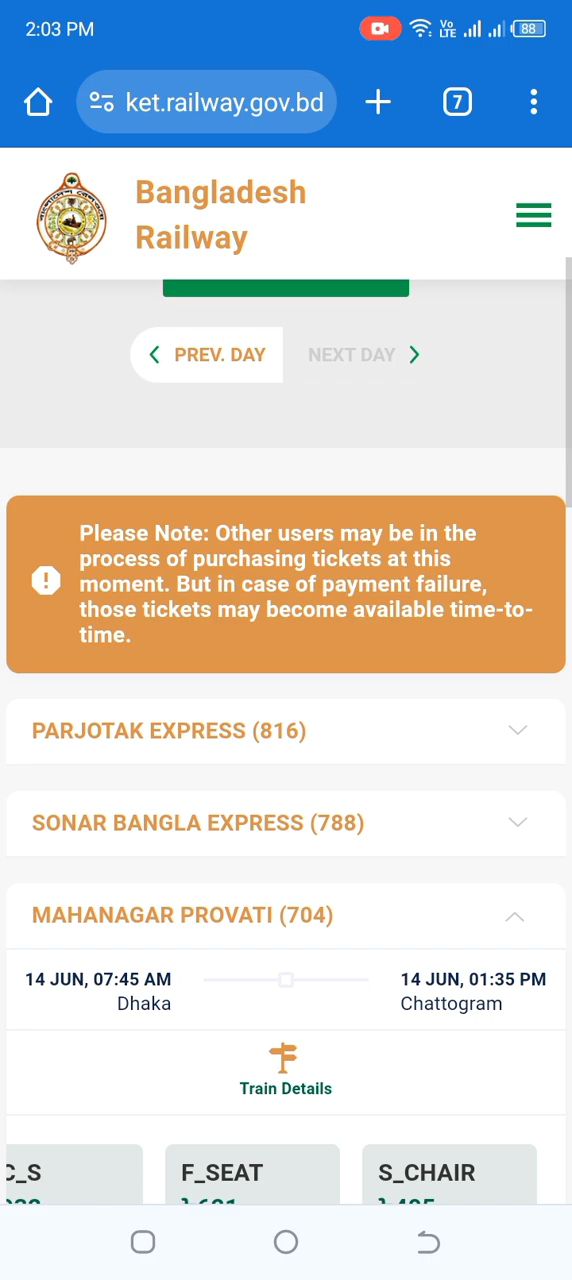 2:03 PM
Vo
LTE
88
ket.railway.gov.bd
7
Bangladesh
Railway
PREV. DAY
NEXT DAY
Please Note: Other users may be in the
process of purchasing tickets at this
moment. But in case of payment failure,
those tickets may become available time-to-
time.
PARJOTAK EXPRESS (816)
SONAR BANGLA EXPRESS (788)
MAHANAGAR PROVATI (704)
14 JUN, 07:45 AM
14 JUN, 01:35 PM
Dhaka
Chattogram
Train Details
C_S
F_SEAT
S_CHAIR